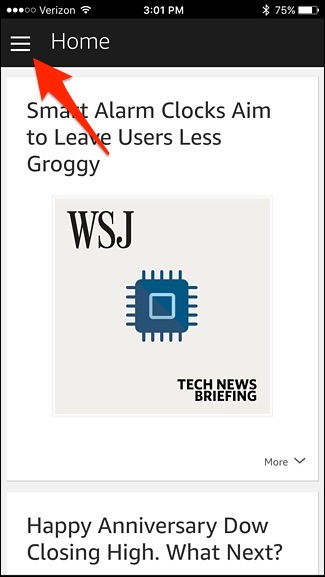 Verizon 3:01 PM 75%
Home
Smart Alarm Clocks Aim
to Leave Users Less
Groggy
WSJ
TECH NEWS
BRIEFING
More
Happy Anniversary Dow
Closing High. What Next?